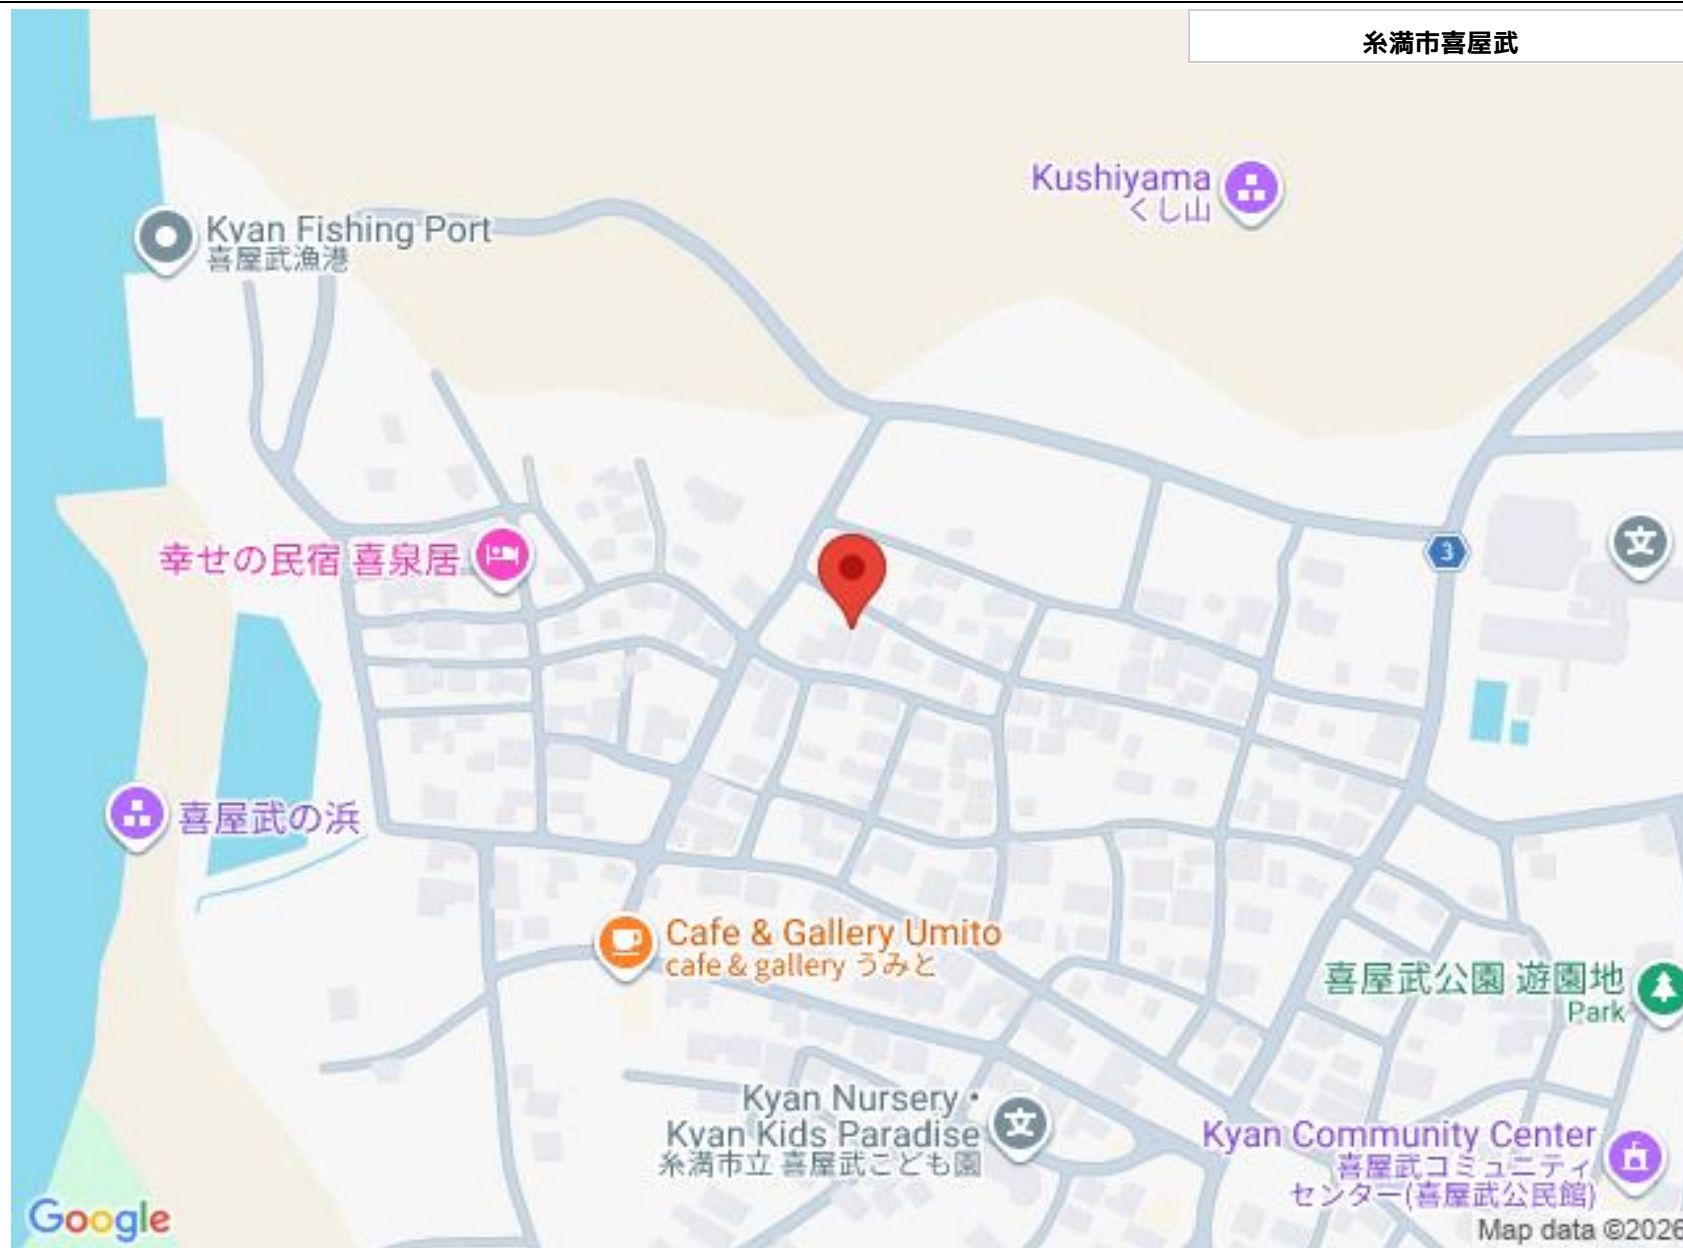 糸満市喜屋武
Kushiyama
くし山
Kyan Fishing Port
喜屋武漁港
3
文
幸せの民宿 喜泉居
喜屋武の浜
Cafe & Gallery Umito
cafe & gallery うみと
喜屋武公園 遊園地
Park
Kyan Nursery •
Kyan Kids Paradise
糸満市立 喜屋武こども園
文
Kyan Community Center
喜屋武コミュニティ
センター(喜屋武公民館)
Google
Map data ©2026